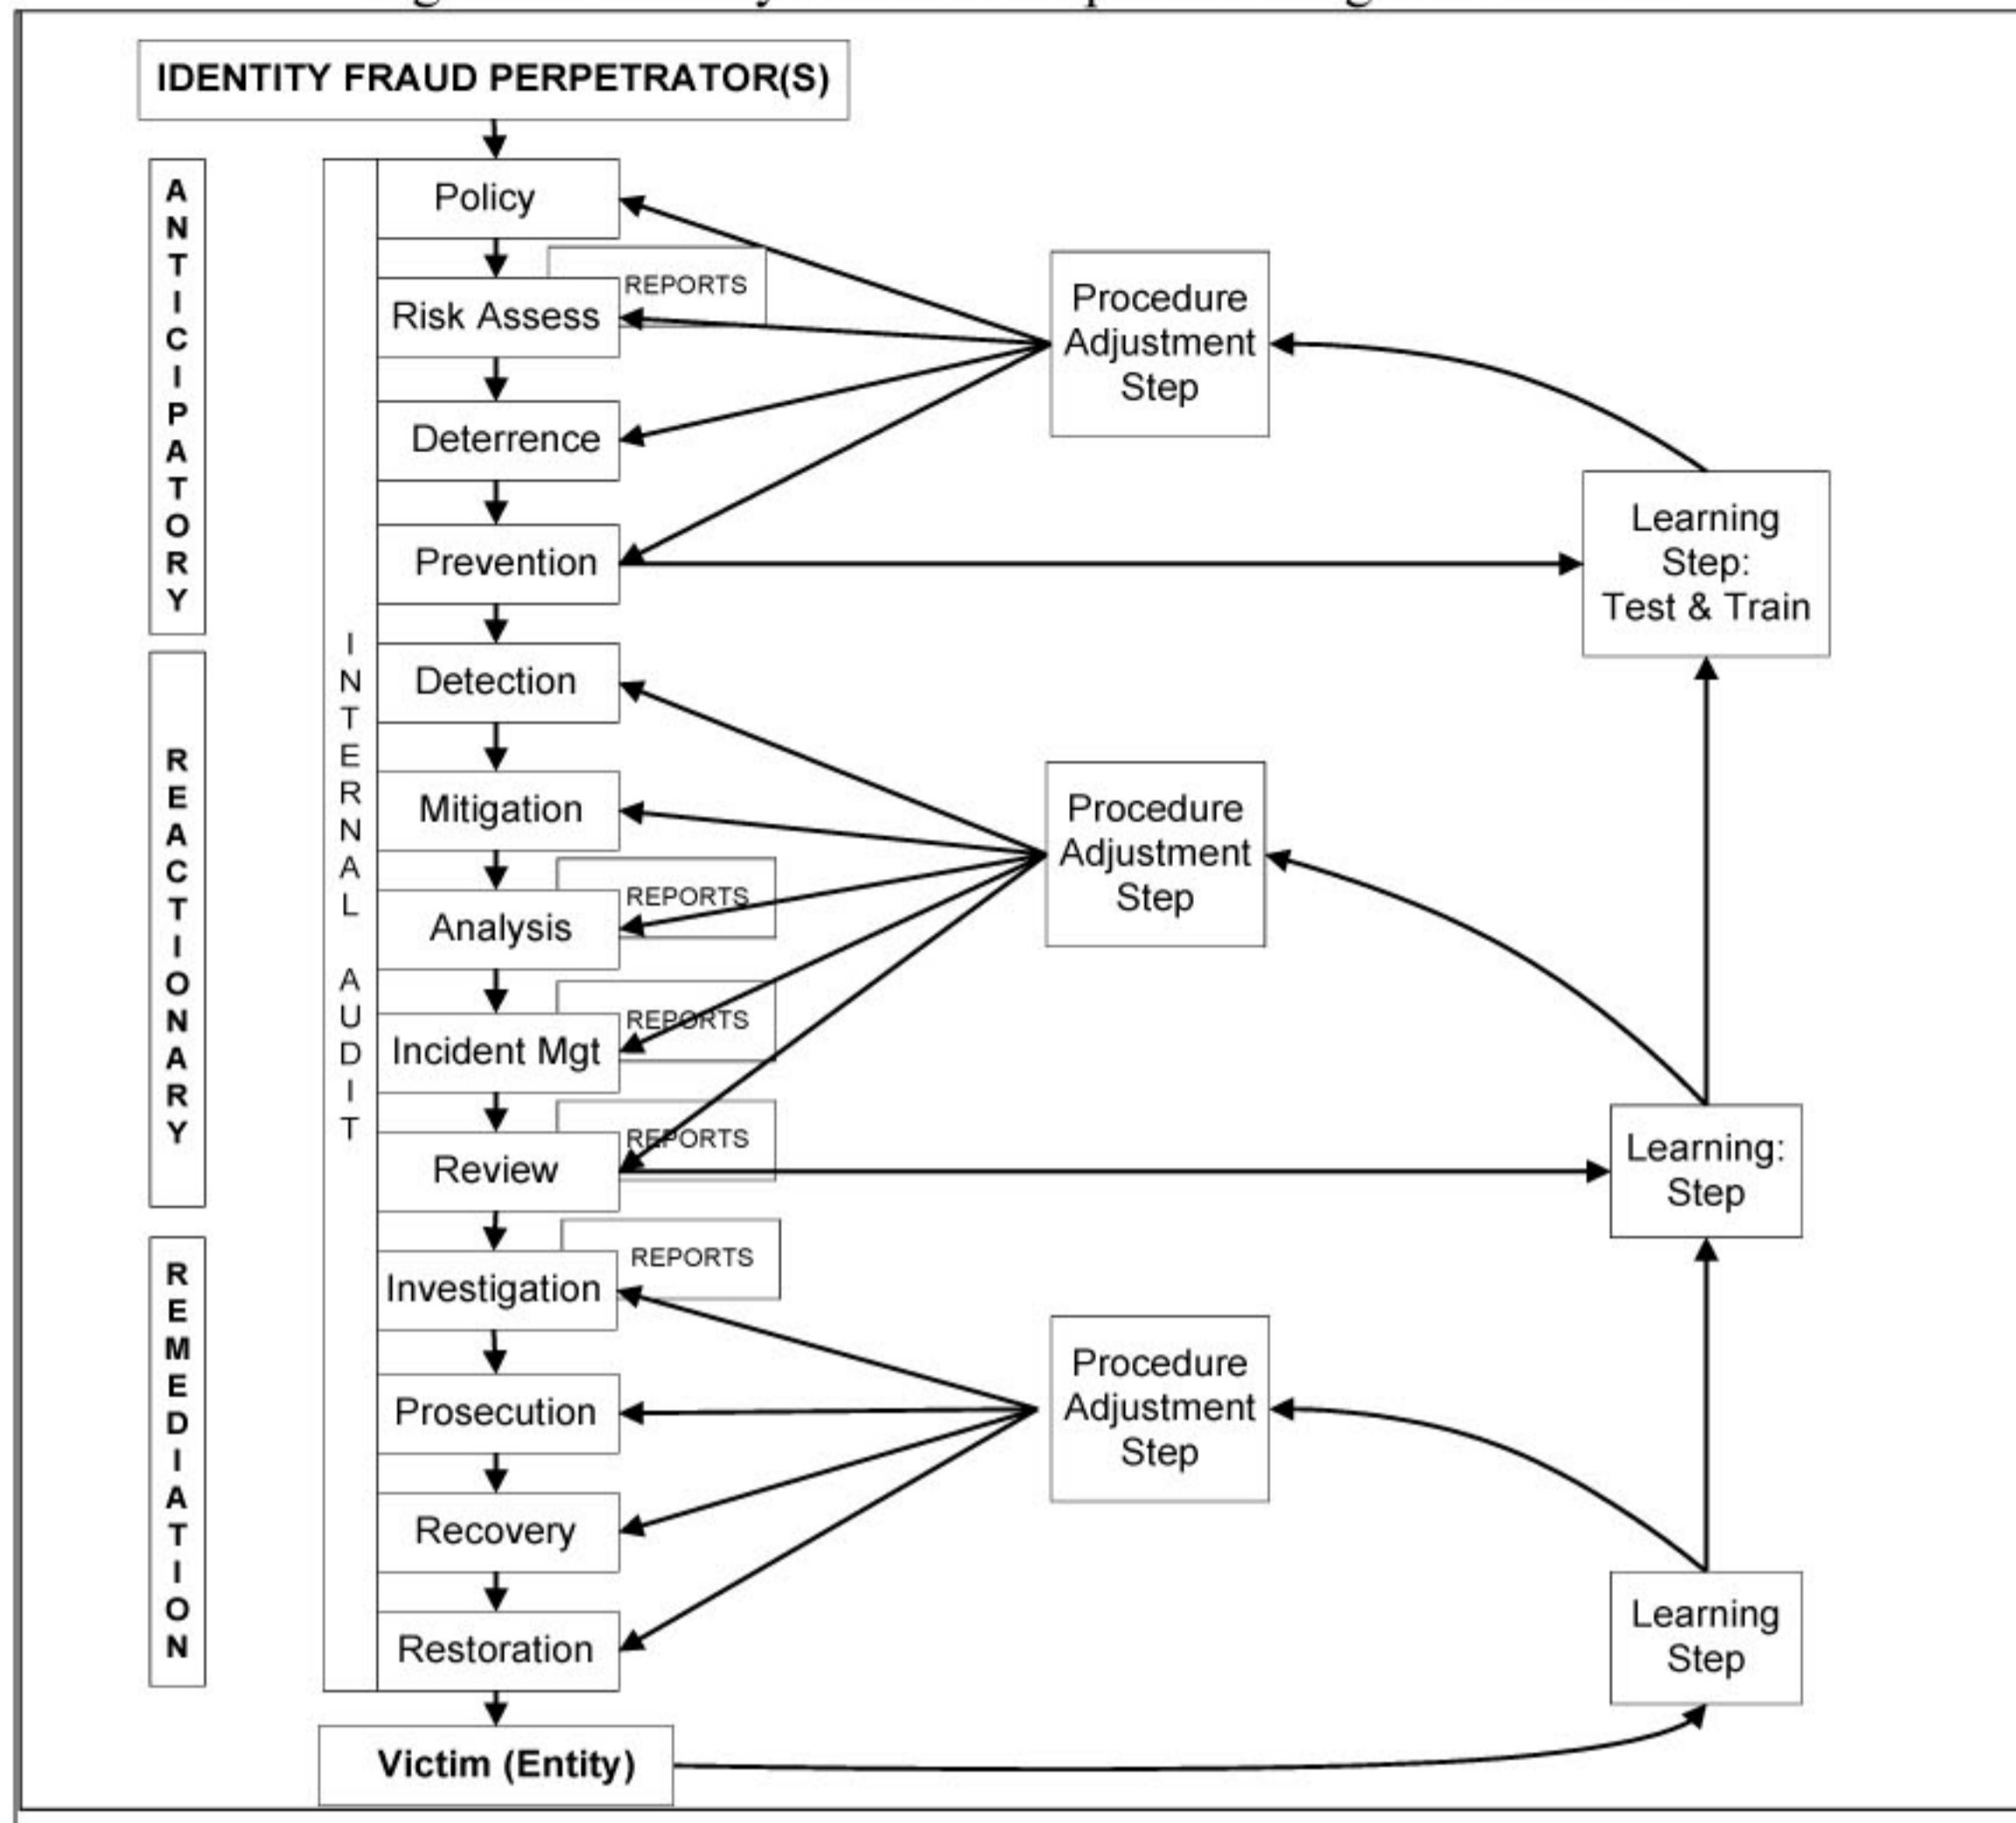 IDENTITY FRAUD PERPETRATOR(S)
ANTICIPATORY
REACTIONARY
REMEDIATION
INTERNAL AUDIT
Policy
REPORTS
Risk Assess
Deterrence
Prevention
Detection
Mitigation
REPORTS
Analysis
REPORTS
Incident Mgt
REPORTS
Review
REPORTS
Investigation
Prosecution
Recovery
Restoration
Victim (Entity)
Procedure
Adjustment
Step
Learning
Step:
Test & Train
Procedure
Adjustment
Step
Learning:
Step
Procedure
Adjustment
Step
Learning
Step